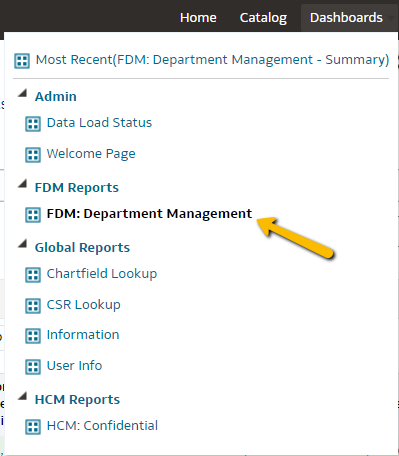 Home Catalog Dashboards
Most Recent(FDM: Department Management - Summary)
Admin
Data Load Status
Welcome Page
FDM Reports
FDM: Department Management
Global Reports
Chartfield Lookup
CSR Lookup
Information
User Info
HCM Reports
HCM: Confidential